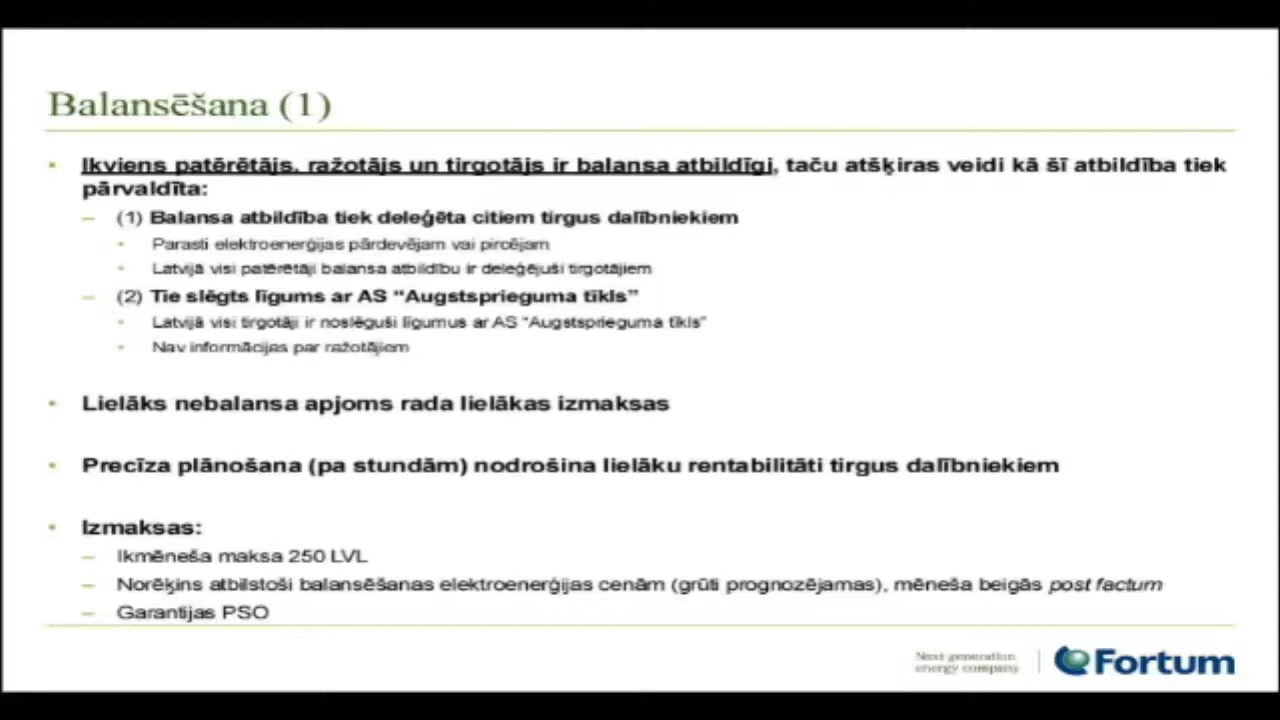 Balansēšana (1)
Ikviens patērētājs, ražotājs un tirgotājs ir balansa atbildīgi, taču atšķiras veidi kā šī atbildība tiek
pārvaldīta:
(1) Balansa atbildība tiek deleģēta citiem tirgus dalībniekiem
Parasti elektroenerģijas pārdevējam vai pircējam
Latvijā visi patērētāji balansa atbildību ir deleģējuši tirgotājiem
(2) Tie slēgts līgums ar AS “Augstsprieguma tīkls”
Latvijā visi tirgotāji ir noslēguši līgumus ar AS “Augstsprieguma tīkls”
Nav informācijas par ražotājiem
Lielāks nebalansa apjoms rada lielākas izmaksas
Precīza plānošana (pa stundām) nodrošina lielāku rentabilitāti tirgus dalībniekiem
Izmaksas:
Ikmēneša maksa 250 LVL
Norēķins atbilstoši balansēšanas elektroenerģijas cenām (grūti prognozējamas), mēneša beigās post factum
Garantijas PSO
Next generation
energy company
Fortum